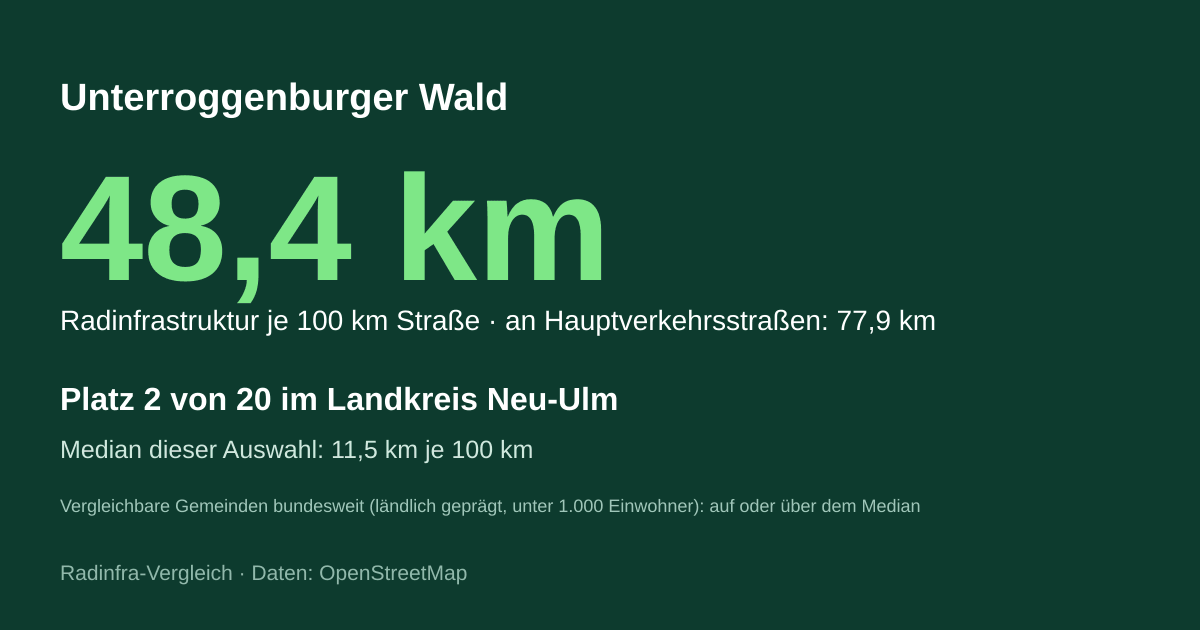 Unterroggenburger Wald
48,4 km
Radinfrastruktur je 100 km Straße · an Hauptverkehrsstraßen: 77,9 km
Platz 2 von 20 im Landkreis Neu-Ulm
Median dieser Auswahl: 11,5 km je 100 km
Vergleichbare Gemeinden bundesweit (ländlich geprägt, unter 1.000 Einwohner): auf oder über dem Median
Radinfra-Vergleich · Daten: OpenStreetMap